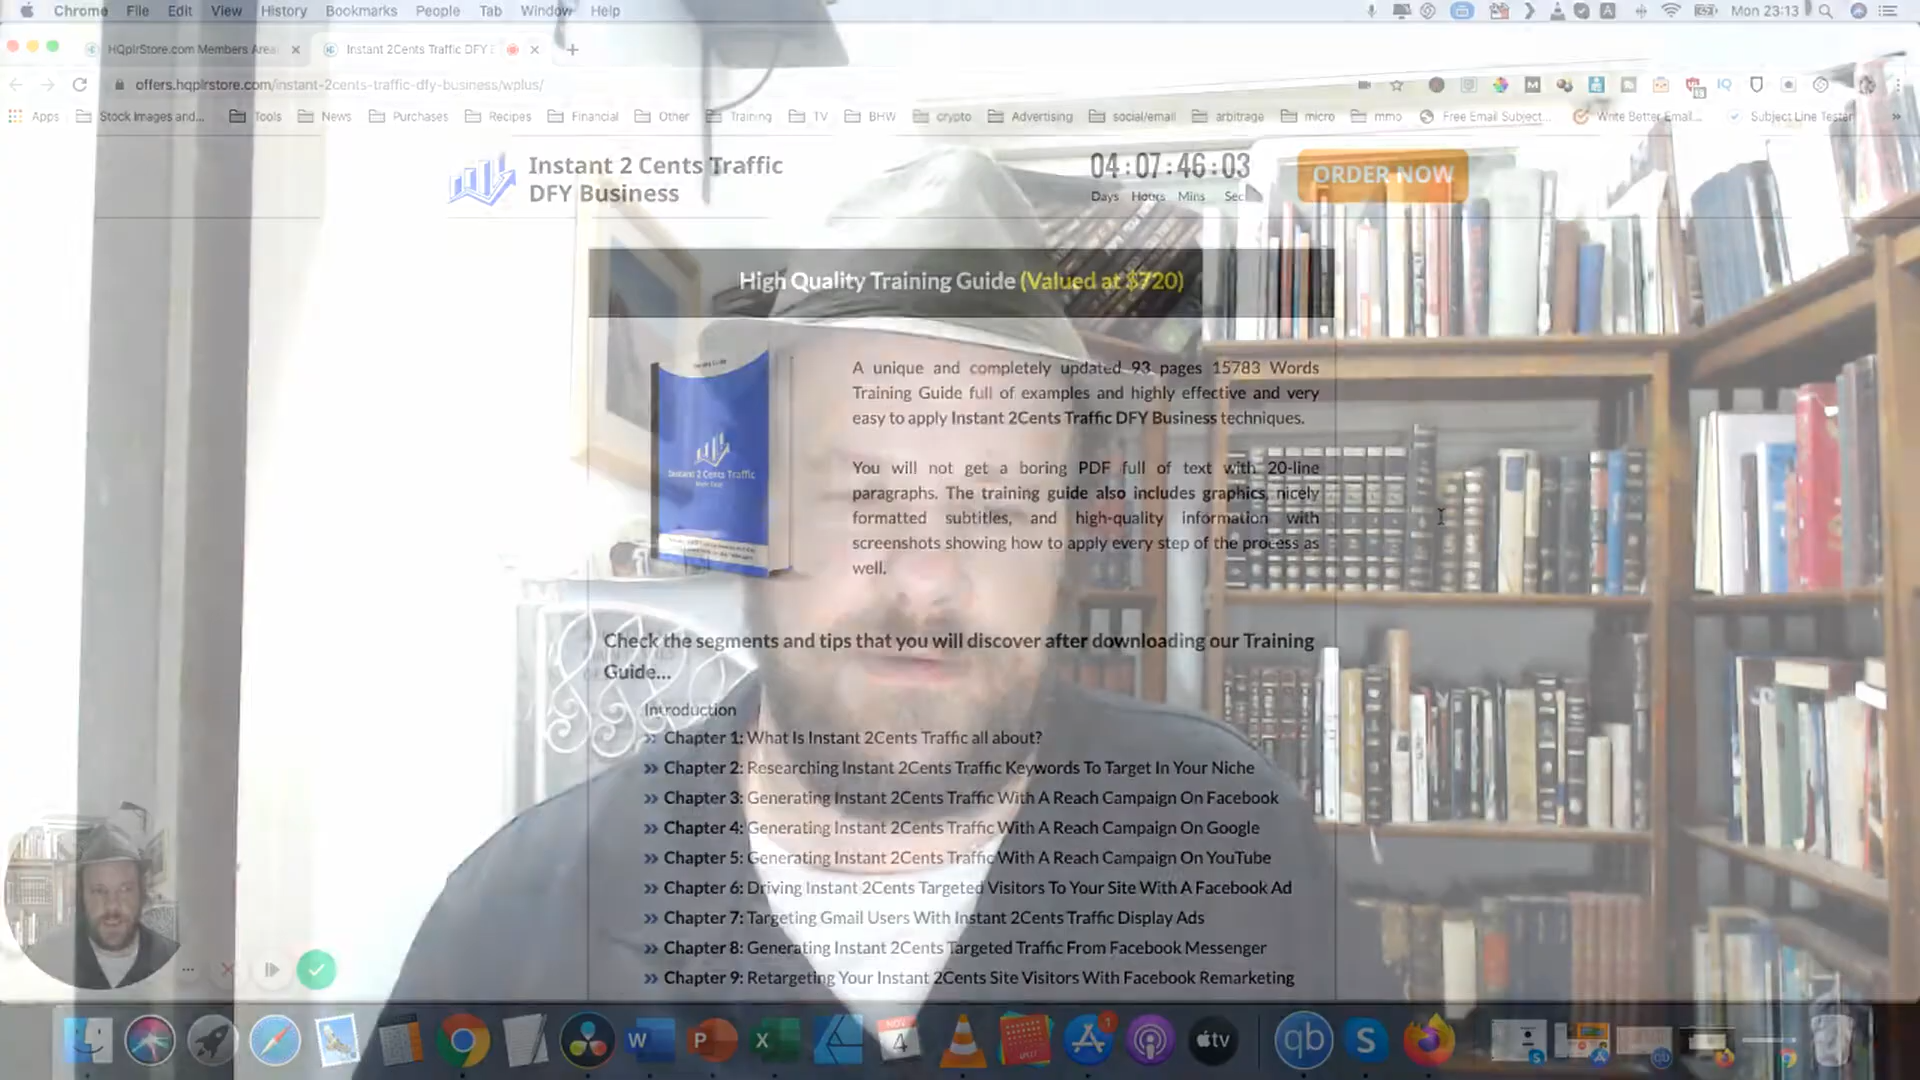 Chrome File Edit View History Bookmarks People Tab Window Help
Mon 23:13
HQplrStore.com Members Area
Instant 2Cents Traffic DFY E
offers.hqplrstore.com/instant-2cents-traffic-dfy-business/wplus/
Apps Stock Images and... Tools News Purchases Recipes Financial Other Training TV BHW crypto Advertising social/email arbitrage micro mmo Free Email Subject... Write Better Email... Subject Line Tester »
Instant 2 Cents Traffic
DFY Business
04:07:46:03
Days Hours Mins Sec
ORDER NOW
High Quality Training Guide (Valued at $720)
A unique and completely updated 93 pages 15783 Words
Training Guide full of examples and highly effective and very
easy to apply Instant 2Cents Traffic DFY Business techniques.
Instant 2 Cents Traffic
You will not get a boring PDF full of text with 20-line
paragraphs. The training guide also includes graphics, nicely
formatted subtitles, and high-quality information with
screenshots showing how to apply every step of the process as
well.
Check the segments and tips that you will discover after downloading our Training
Guide...
Introduction
» Chapter 1: What Is Instant 2Cents Traffic all about?
» Chapter 2: Researching Instant 2Cents Traffic Keywords To Target In Your Niche
» Chapter 3: Generating Instant 2Cents Traffic With A Reach Campaign On Facebook
» Chapter 4: Generating Instant 2Cents Traffic With A Reach Campaign On Google
» Chapter 5: Generating Instant 2Cents Traffic With A Reach Campaign On YouTube
» Chapter 6: Driving Instant 2Cents Targeted Visitors To Your Site With A Facebook Ad
» Chapter 7: Targeting Gmail Users With Instant 2Cents Traffic Display Ads
» Chapter 8: Generating Instant 2Cents Targeted Traffic From Facebook Messenger
» Chapter 9: Retargeting Your Instant 2Cents Site Visitors With Facebook Remarketing
W P X NOV 4 1 tv qb S